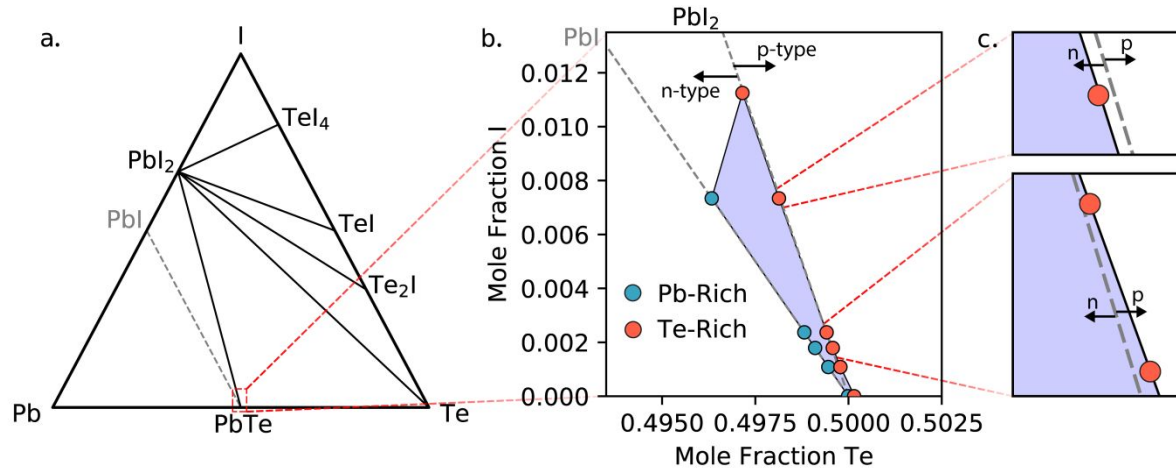 a.
I
TeI₄
PbI₂
PbI
TeI
Te₂I
Pb
PbTe
Te
b.
PbI
PbI₂
p-type
n-type
0.012
0.010
0.008
0.006
0.004
0.002
0.000
Mole Fraction I
Pb-Rich
Te-Rich
0.4950 0.4975 0.5000 0.5025
Mole Fraction Te
c.
n p
n p